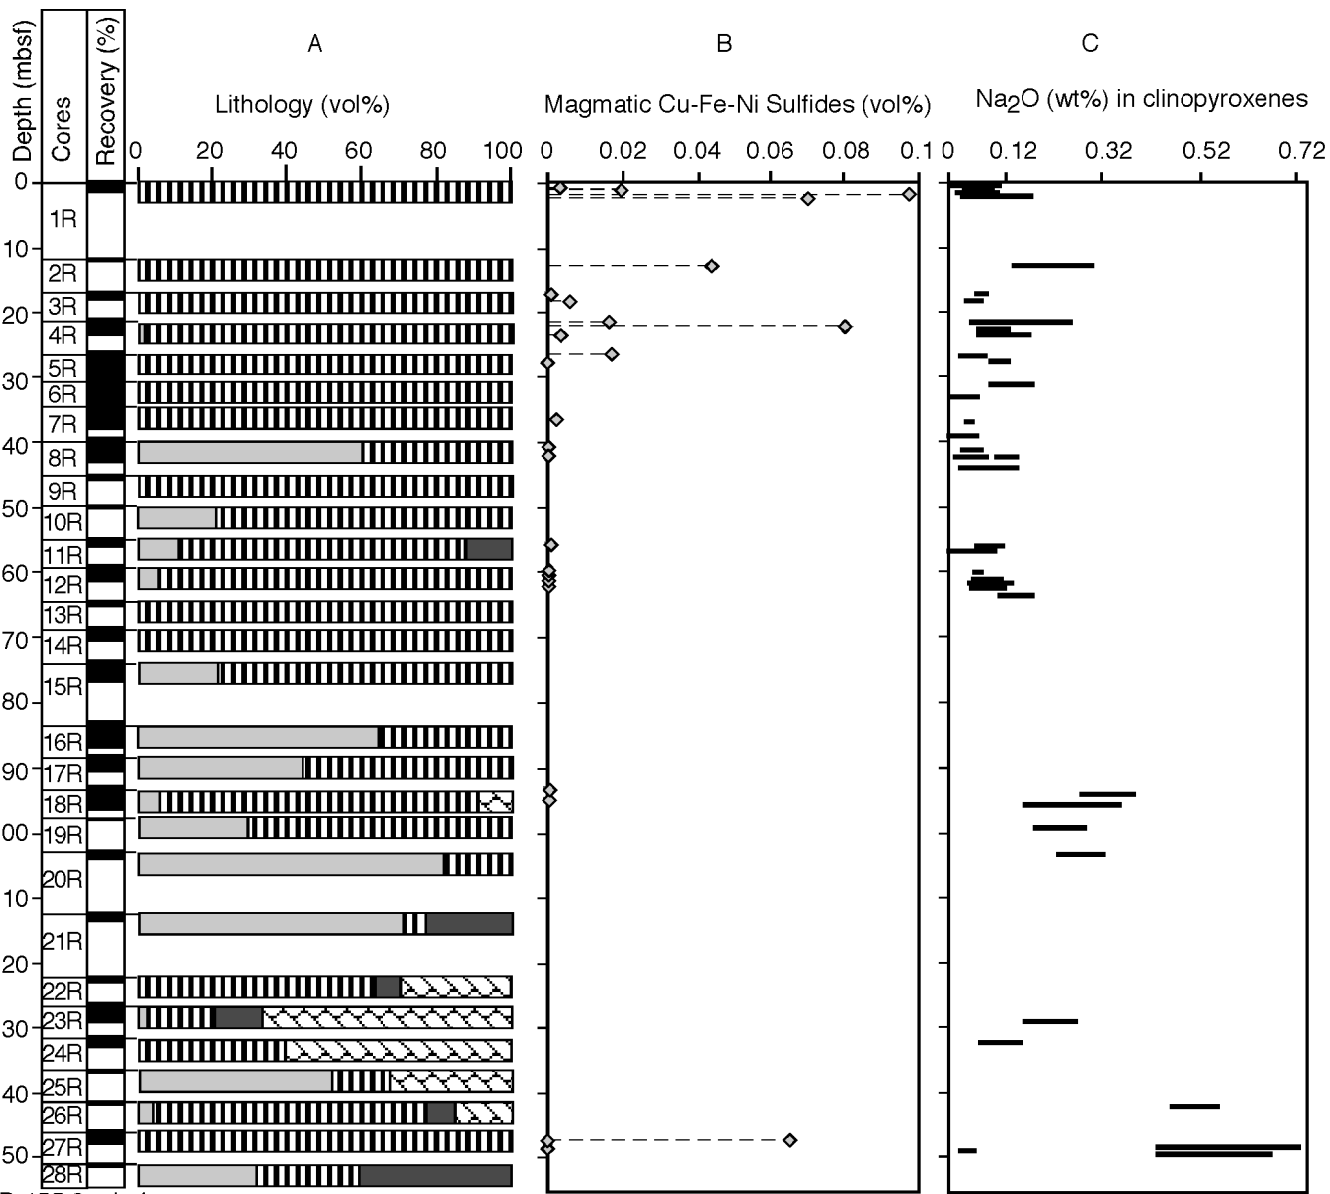 A B C
Depth (mbsf) Cores Recovery (%) Lithology (vol%) Magmatic Cu-Fe-Ni Sulfides (vol%) Na2O (wt%) in clinopyroxenes
0 20 40 60 80 100 0 0.02 0.04 0.06 0.08 0.1 0 0.12 0.32 0.52 0.72
0
1R
10
2R
3R
20
4R
5R
30
6R
7R
40
8R
9R
50
10R
11R
60
12R
13R
70
14R
15R
80
16R
90
17R
18R
00
19R
20R
10
21R
20
22R
23R
30
24R
25R
40
26R
27R
50
28R